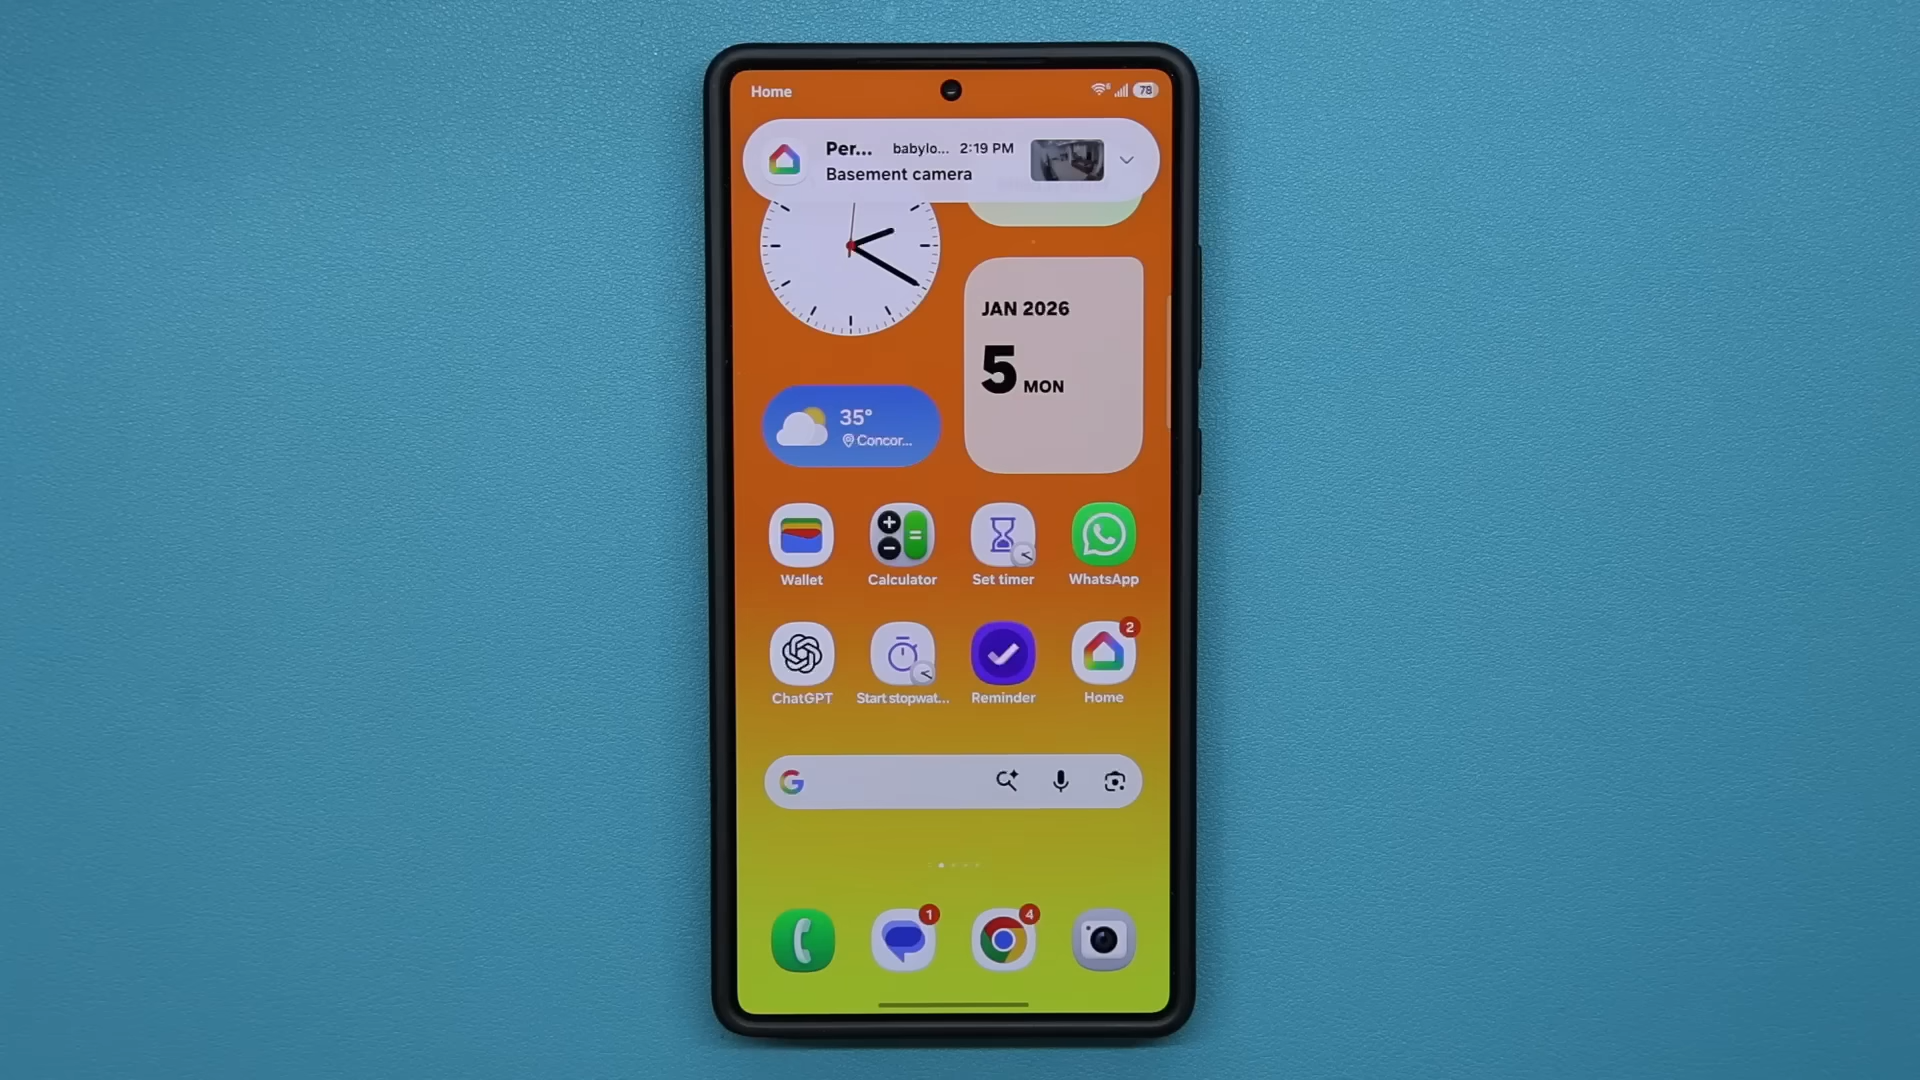 Home
78
Per... babylo... 2:19 PM
Basement camera
JAN 2026
5 MON
35°
Concor...
Wallet
Calculator
Set timer
WhatsApp
2
ChatGPT
Start stopwat...
Reminder
Home
G
1
4